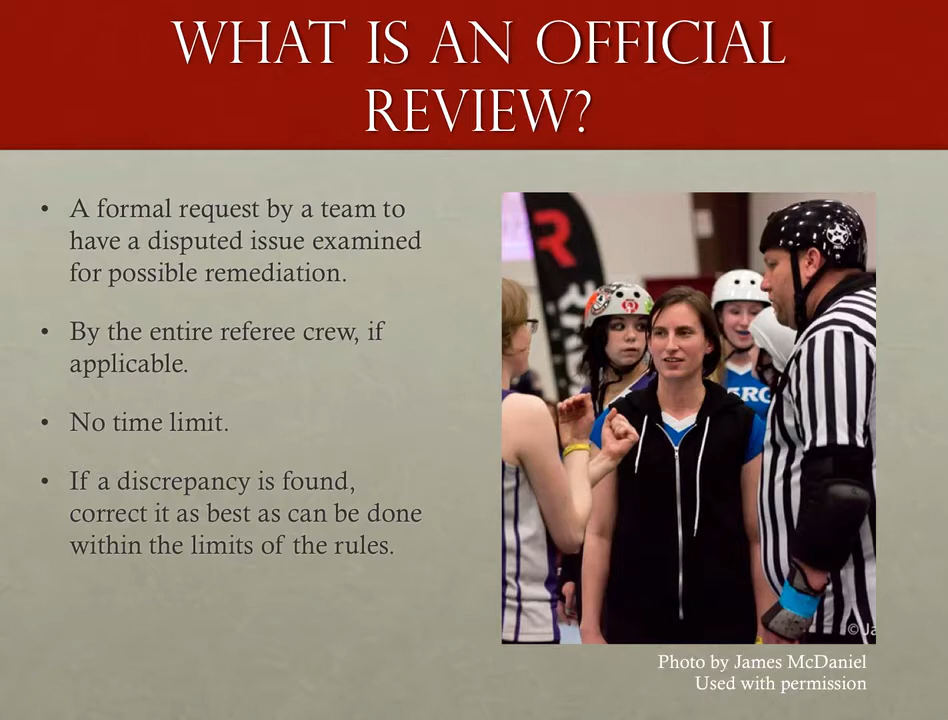 WHAT IS AN OFFICIAL
REVIEW?
• A formal request by a team to
have a disputed issue examined
for possible remediation.
• By the entire referee crew, if
applicable.
• No time limit.
• If a discrepancy is found,
correct it as best as can be done
within the limits of the rules.
R
SRG
© Ja
Photo by James McDaniel
Used with permission